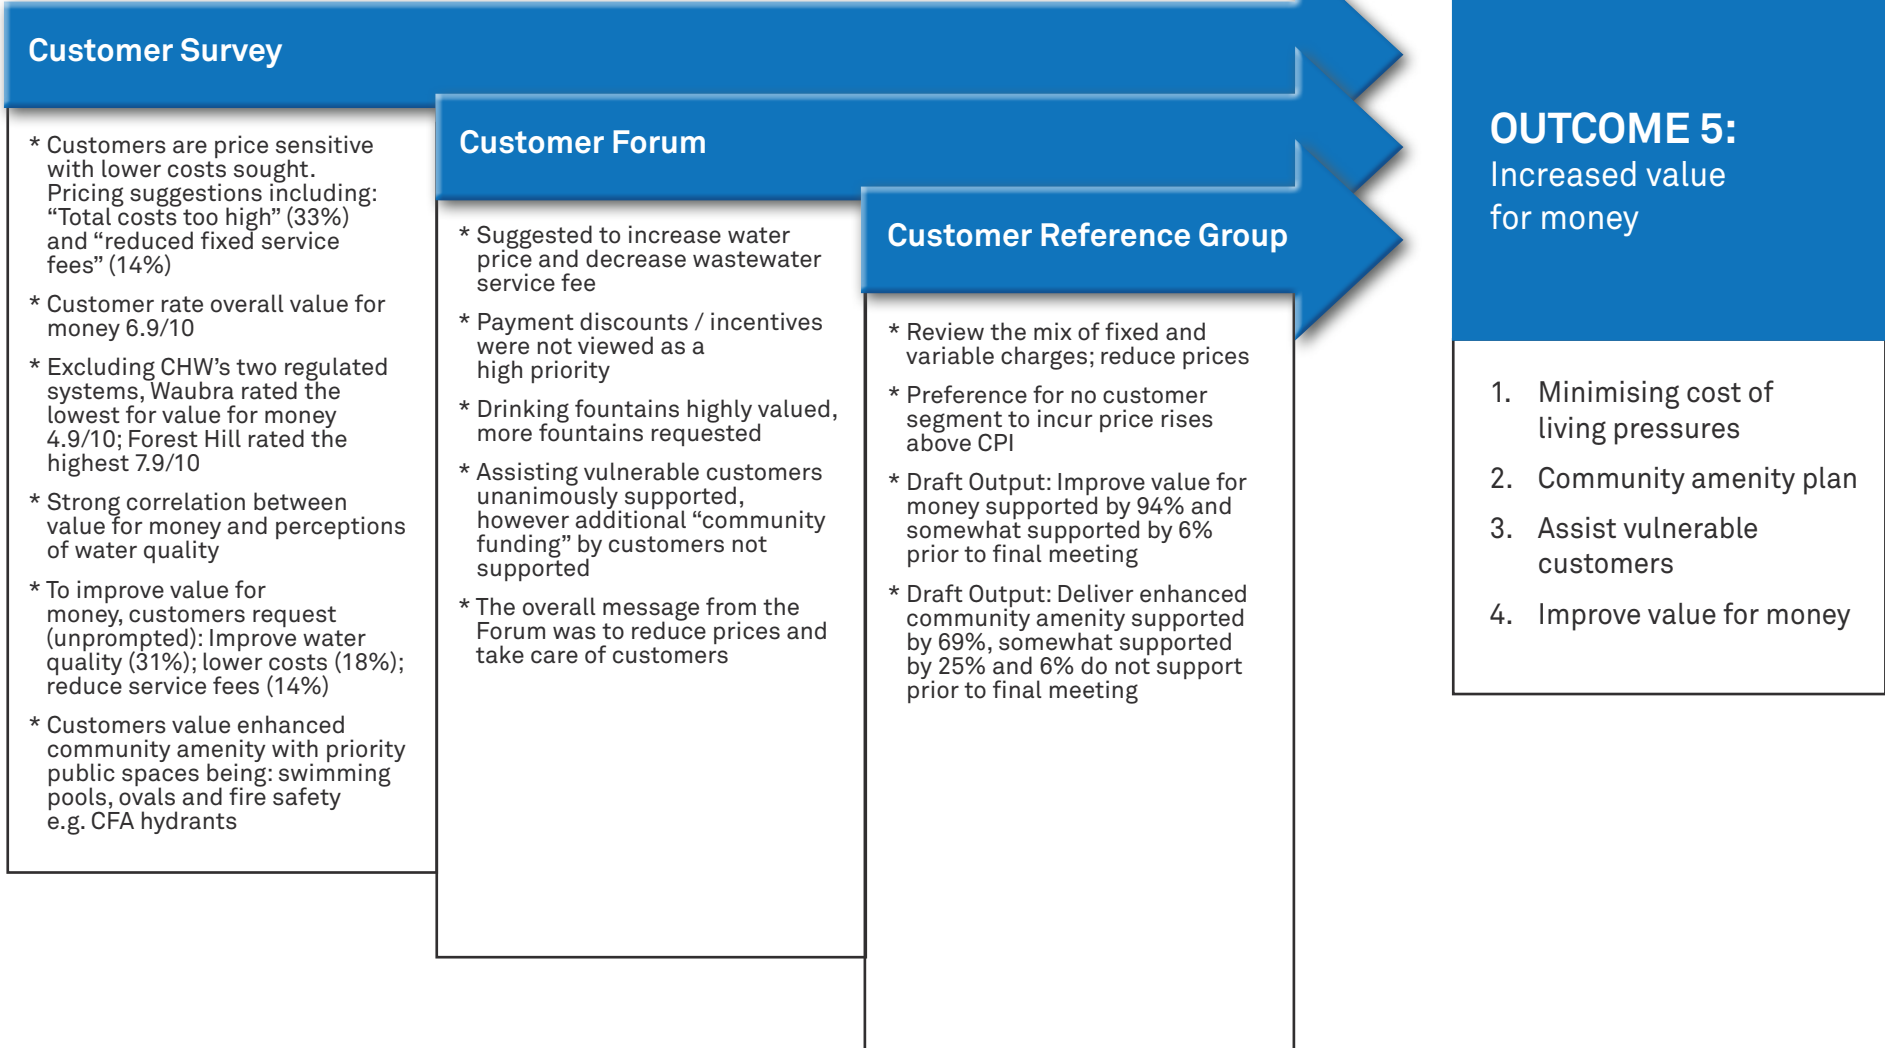 Customer Survey
* Customers are price sensitive
with lower costs sought.
Pricing suggestions including:
“Total costs too high” (33%)
and “reduced fixed service
fees” (14%)
* Customer rate overall value for
money 6.9/10
* Excluding CHW’s two regulated
systems, Waubra rated the
lowest for value for money
4.9/10; Forest Hill rated the
highest 7.9/10
* Strong correlation between
value for money and perceptions
of water quality
* To improve value for
money, customers request
(unprompted): Improve water
quality (31%); lower costs (18%);
reduce service fees (14%)
* Customers value enhanced
community amenity with priority
public spaces being: swimming
pools, ovals and fire safety
e.g. CFA hydrants
Customer Forum
* Suggested to increase water
price and decrease wastewater
service fee
* Payment discounts / incentives
were not viewed as a
high priority
* Drinking fountains highly valued,
more fountains requested
* Assisting vulnerable customers
unanimously supported,
however additional “community
funding” by customers not
supported
* The overall message from the
Forum was to reduce prices and
take care of customers
Customer Reference Group
* Review the mix of fixed and
variable charges; reduce prices
* Preference for no customer
segment to incur price rises
above CPI
* Draft Output: Improve value for
money supported by 94% and
somewhat supported by 6%
prior to final meeting
* Draft Output: Deliver enhanced
community amenity supported
by 69%, somewhat supported
by 25% and 6% do not support
prior to final meeting
OUTCOME 5:
Increased value
for money
1. Minimising cost of
living pressures
2. Community amenity plan
3. Assist vulnerable
customers
4. Improve value for money